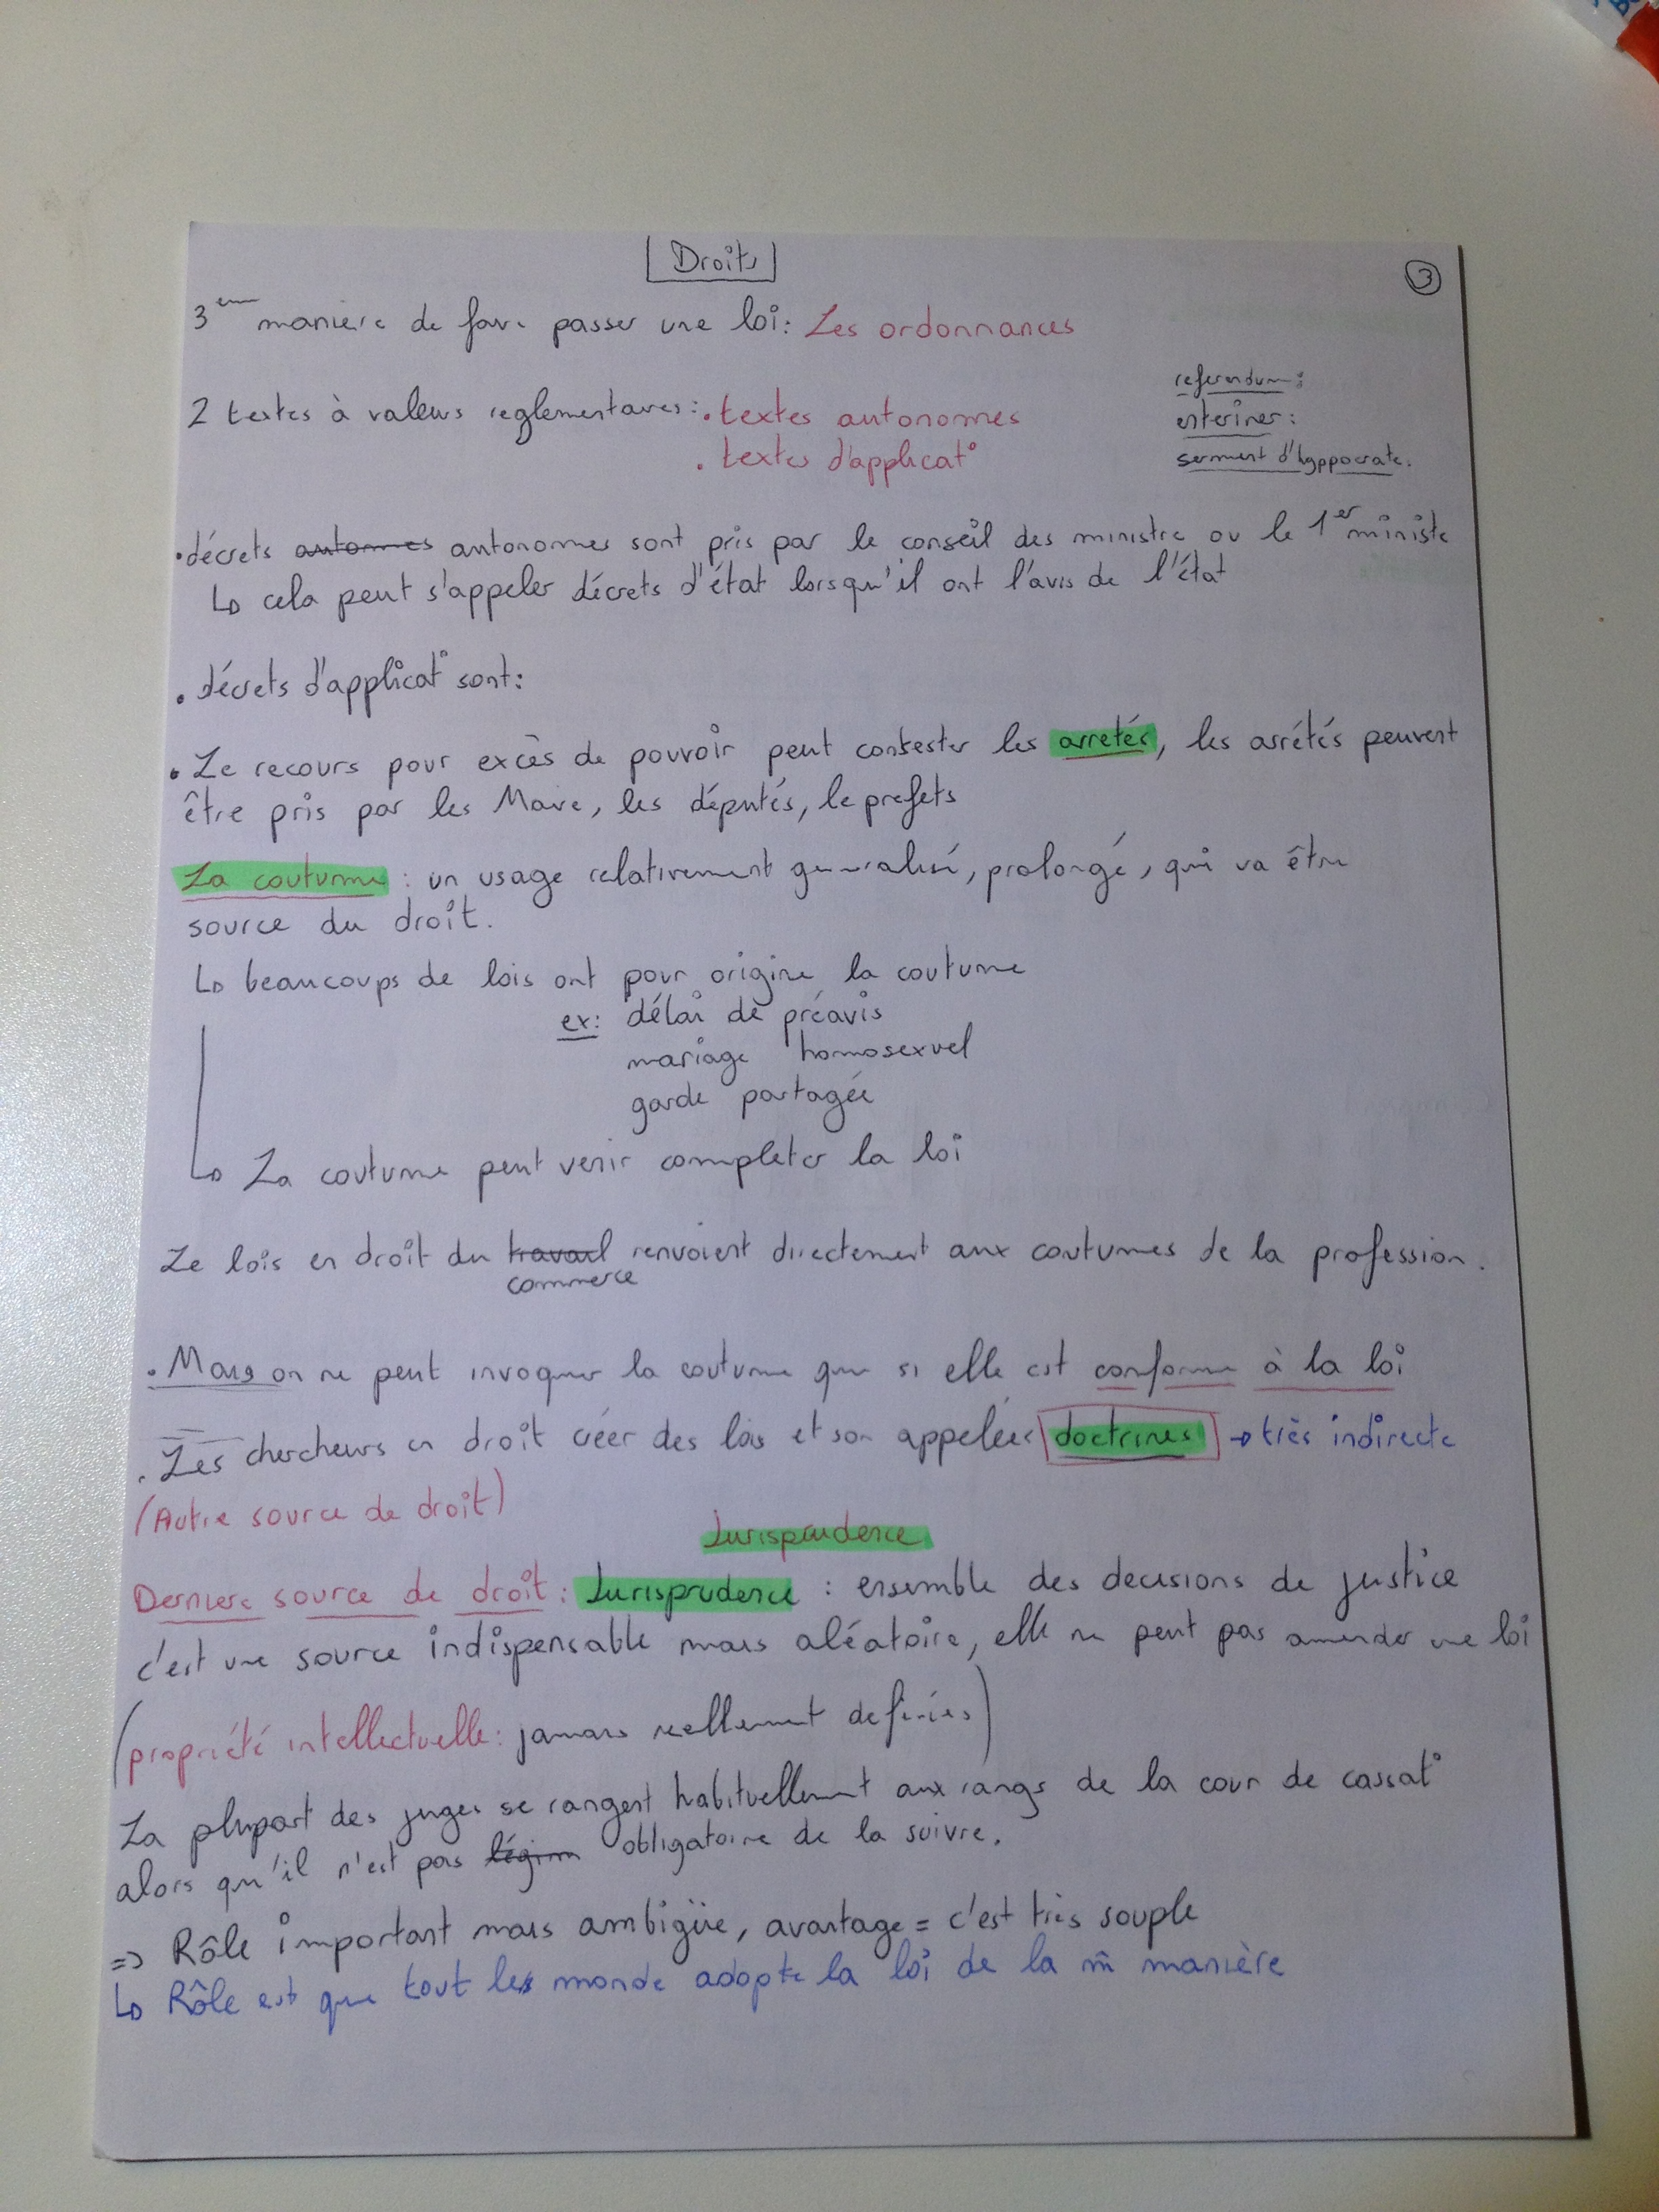 Droits
3
3ème manière de faire passer une loi: Les ordonnances
referendum:
2 textes à valeurs reglementaires: . textes autonomes
enteriner:
. textes d'applicat°
serment d'hyppocrate:
. décrets autonmes autonomes sont pris par le conseil des ministre ou le 1er ministre
↳ cela peut s'appeler décrets d'état lorsqu'il ont l'avis de l'état
. décrets d'applicat° sont:
. Le recours pour excès de pouvoir peut contester les arretés, les arrétés peuvent
être pris par les Maire, les députés, le prefets
La coutume : un usage relativement generalisé, prolongé, qui va être
source du droit.
↳ beaucoups de lois ont pour origine la coutume
ex: délai de préavis
mariage homosexuel
garde partagée
↳ La coutume peut venir completer la loi
Le lois en droit du travail renvoient directement aux coutumes de la profession.
commerce
. Mais on ne peut invoquer la coutume que si elle est conforme à la loi
. Les chercheurs en droit créer des lois et son appelées doctrines → très indirecte
(Autre source de droit)
Jurisprudence
Derniere source de droit : Jurisprudence : ensemble des decisions de justice
c'est une source indispensable mais aléatoire, elle ne peut pas amender une loi
(propriété intellectuelle: jamais reellement definies)
La plupart des juges se rangent habituellement aux rangs de la cour de cassat°
alors qu'il n'est pas légim obligatoire de la suivre.
=> Rôle important mais ambigüe, avantage = c'est très souple
↳ Rôle est que tout les monde adopte la loi de la m̂ manière